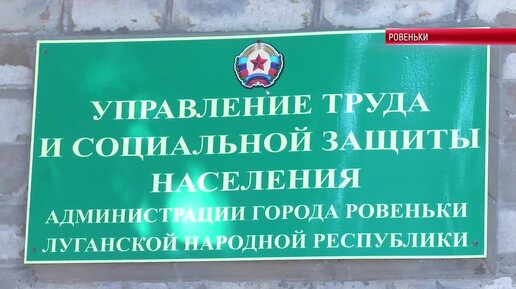 РОВЕНЬКИ
УПРАВЛЕНИЕ ТРУДА
И СОЦИАЛЬНОЙ ЗАЩИТЫ
НАСЕЛЕНИЯ
АДМИНИСТРАЦИИ ГОРОДА РОВЕНЬКИ
ЛУГАНСКОЙ НАРОДНОЙ РЕСПУБЛИКИ